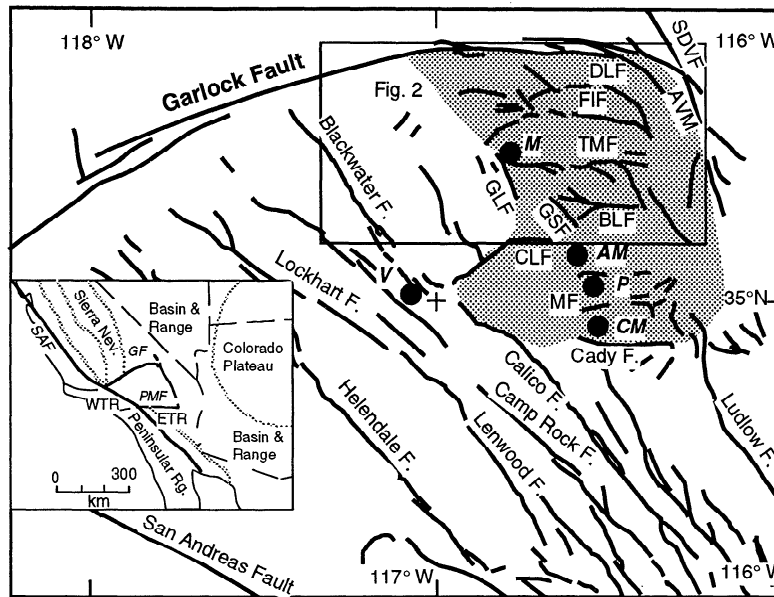 118° W
116° W
SDVF
Garlock Fault
DLF
Fig. 2
FIF
AVM
Blackwater F.
M
TMF
GLF
GSF
BLF
CLF
AM
Lockhart F.
V
P
35°N
MF
CM
Cady F.
Sierra Nev.
Basin &
Range
SAF
GF
Colorado
Plateau
PMF
WTR
ETR
Peninsular Rg.
Basin &
Range
0 300
km
Calico F.
Camp Rock F.
Ludlow F.
Helendale F.
Lenwood F.
San Andreas Fault
117° W
116° W